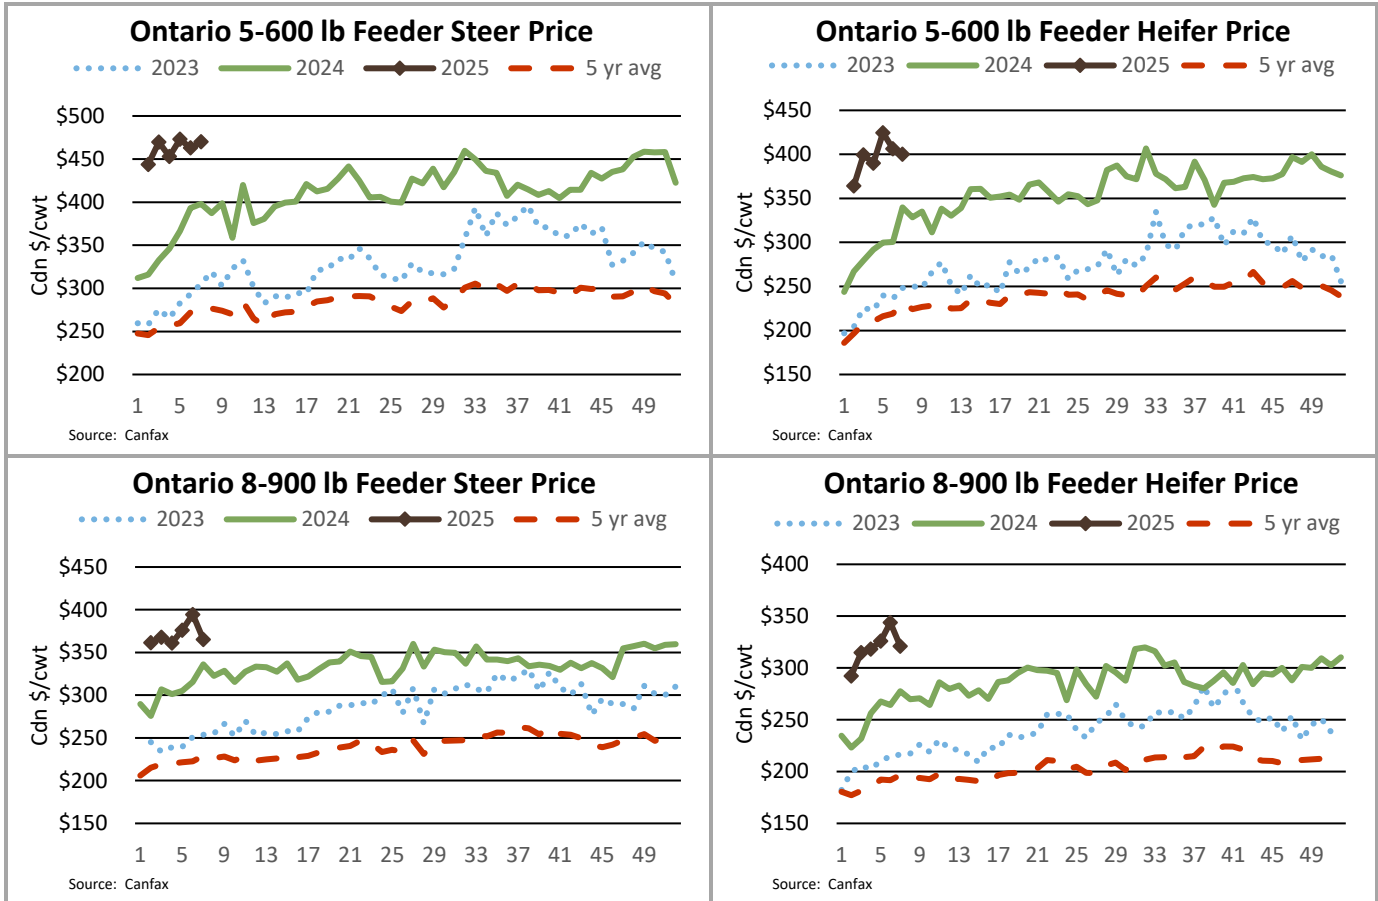 Ontario 5-600 lb Feeder Steer Price
2023 2024 2025 5 yr avg
Cdn $/cwt
$500
$450
$400
$350
$300
$250
$200
1 5 9 13 17 21 25 29 33 37 41 45 49
Source: Canfax
Ontario 5-600 lb Feeder Heifer Price
2023 2024 2025 5 yr avg
Cdn $/cwt
$450
$400
$350
$300
$250
$200
$150
1 5 9 13 17 21 25 29 33 37 41 45 49
Source: Canfax
Ontario 8-900 lb Feeder Steer Price
2023 2024 2025 5 yr avg
Cdn $/cwt
$450
$400
$350
$300
$250
$200
$150
1 5 9 13 17 21 25 29 33 37 41 45 49
Source: Canfax
Ontario 8-900 lb Feeder Heifer Price
2023 2024 2025 5 yr avg
Cdn $/cwt
$400
$350
$300
$250
$200
$150
1 5 9 13 17 21 25 29 33 37 41 45 49
Source: Canfax